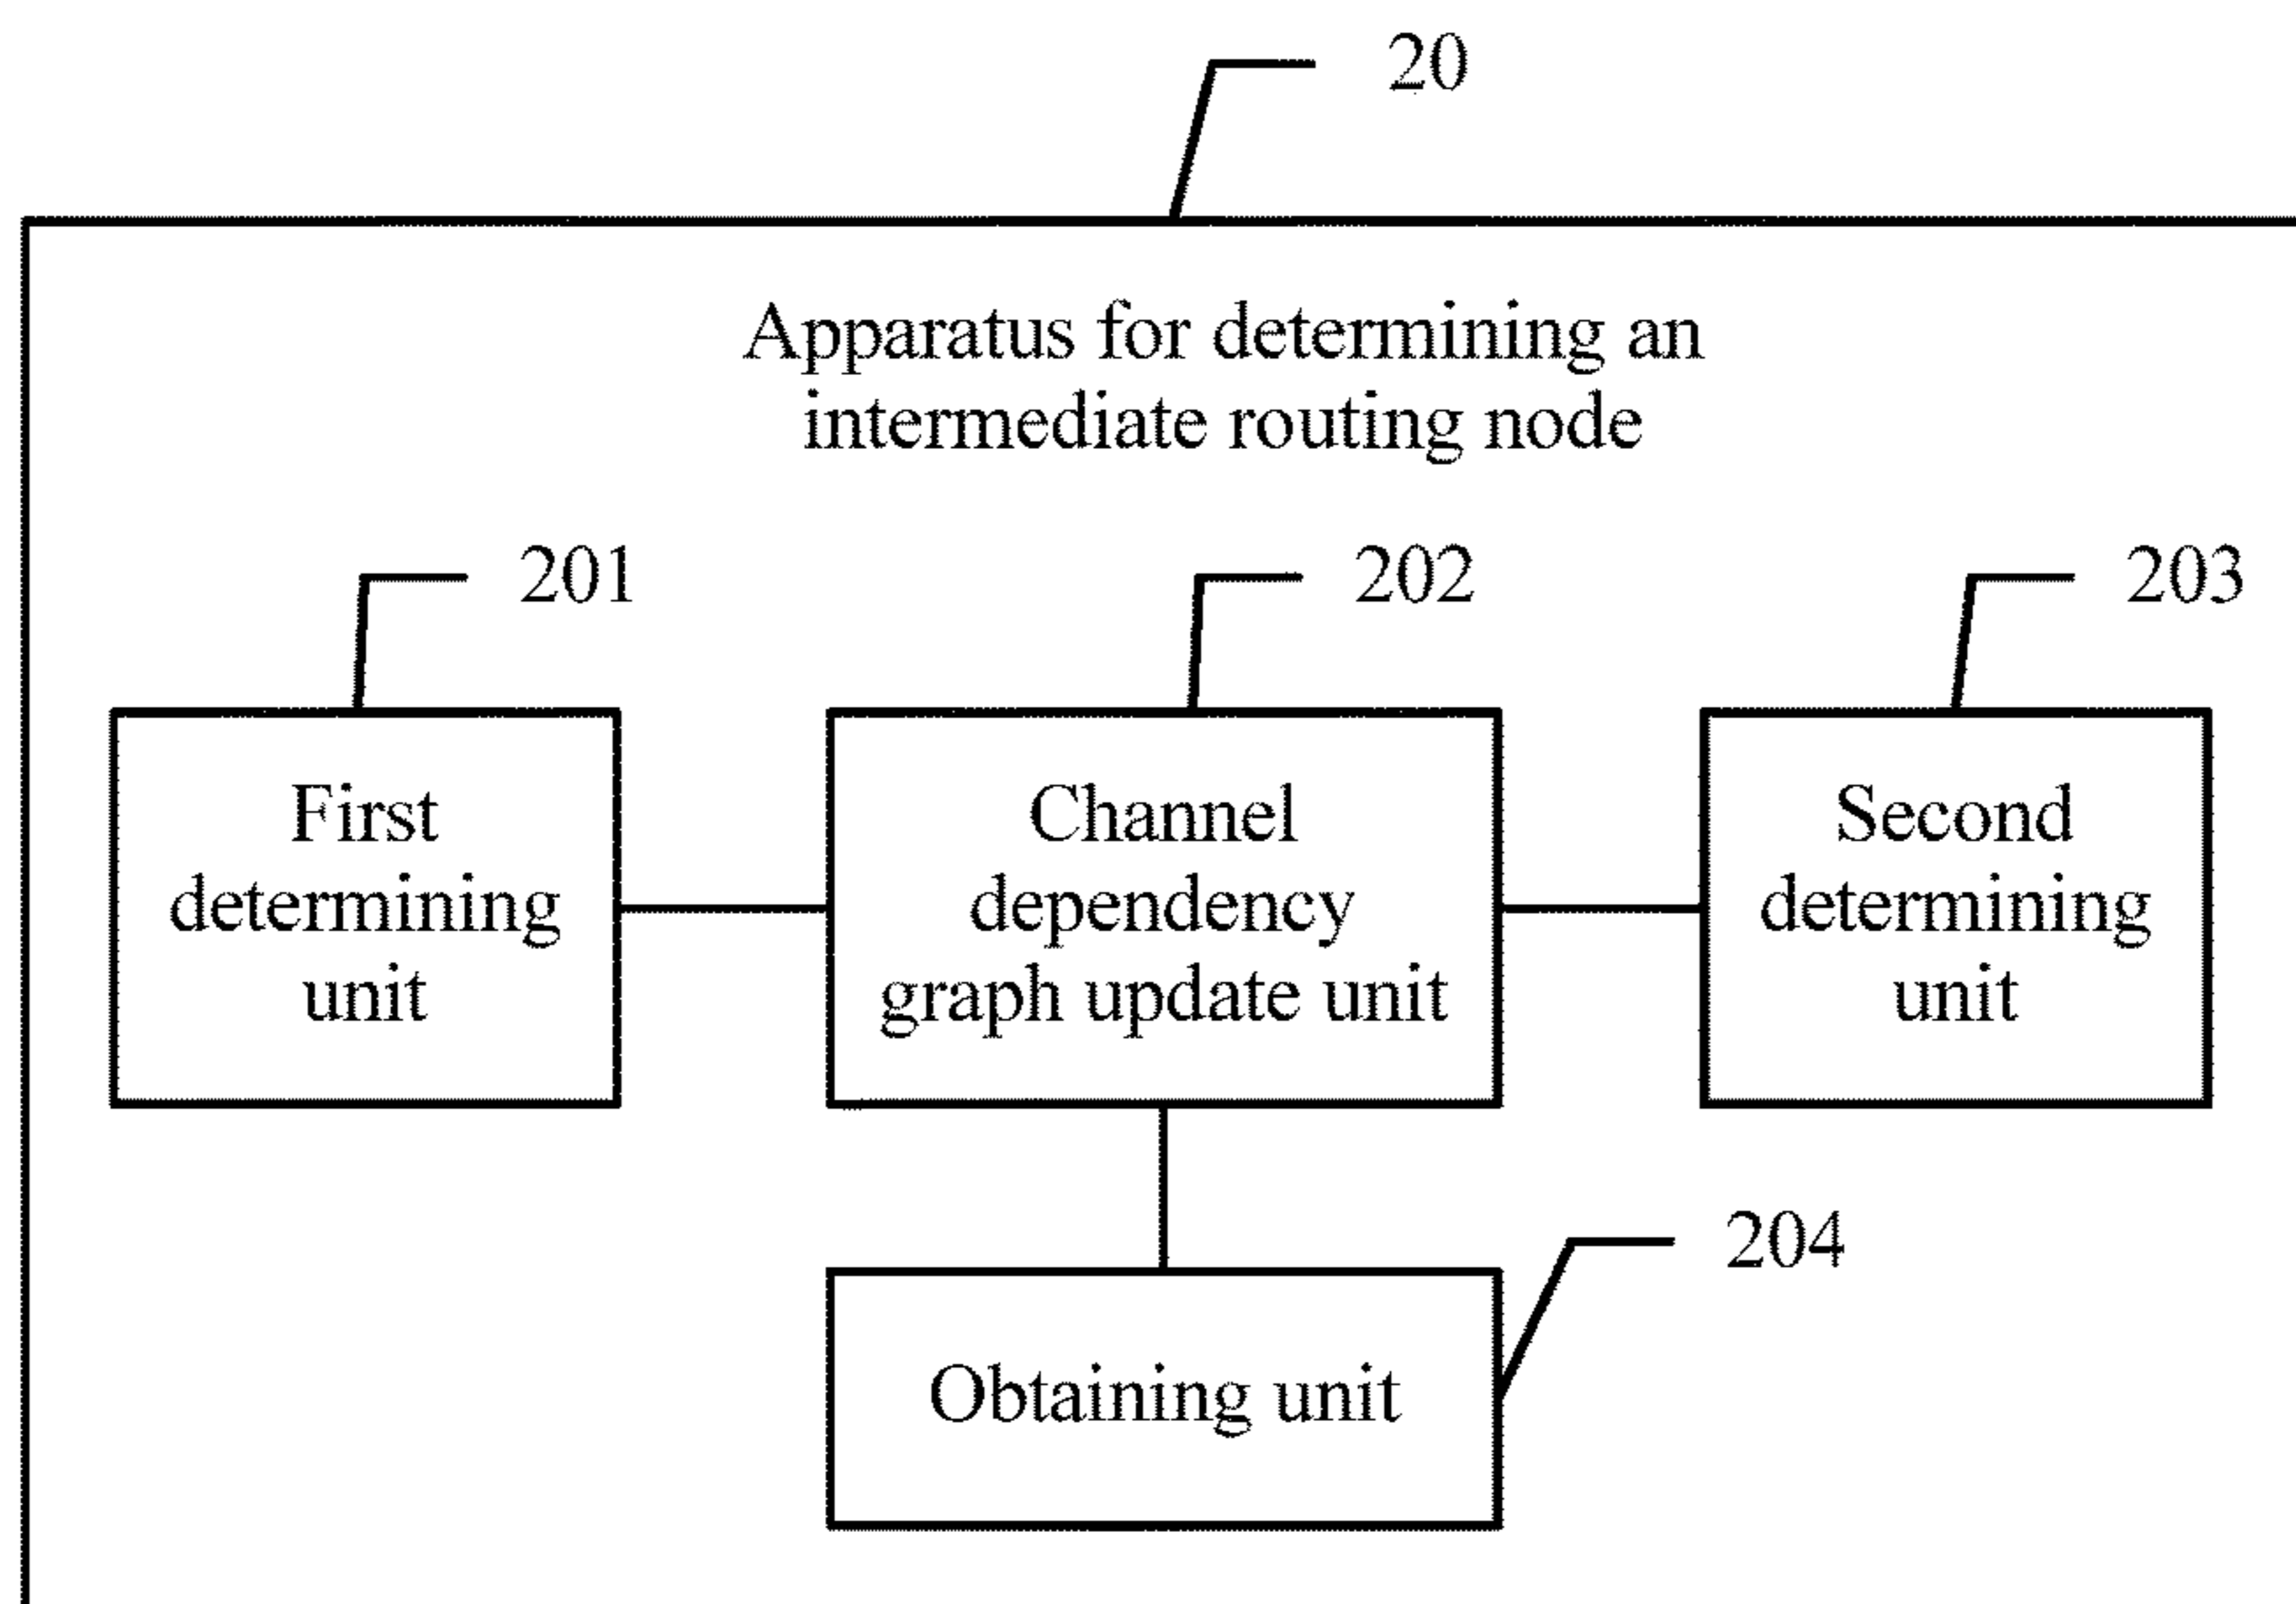 20
Apparatus for determining an
intermediate routing node
201
202
203
First
determining
unit
Channel
dependency
graph update unit
Second
determining
unit
204
Obtaining unit